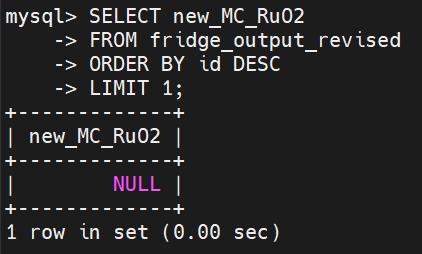 mysql> SELECT new_MC_RuO2
    -> FROM fridge_output_revised
    -> ORDER BY id DESC
    -> LIMIT 1;
+-------------+
| new_MC_RuO2 |
+-------------+
|        NULL |
+-------------+
1 row in set (0.00 sec)